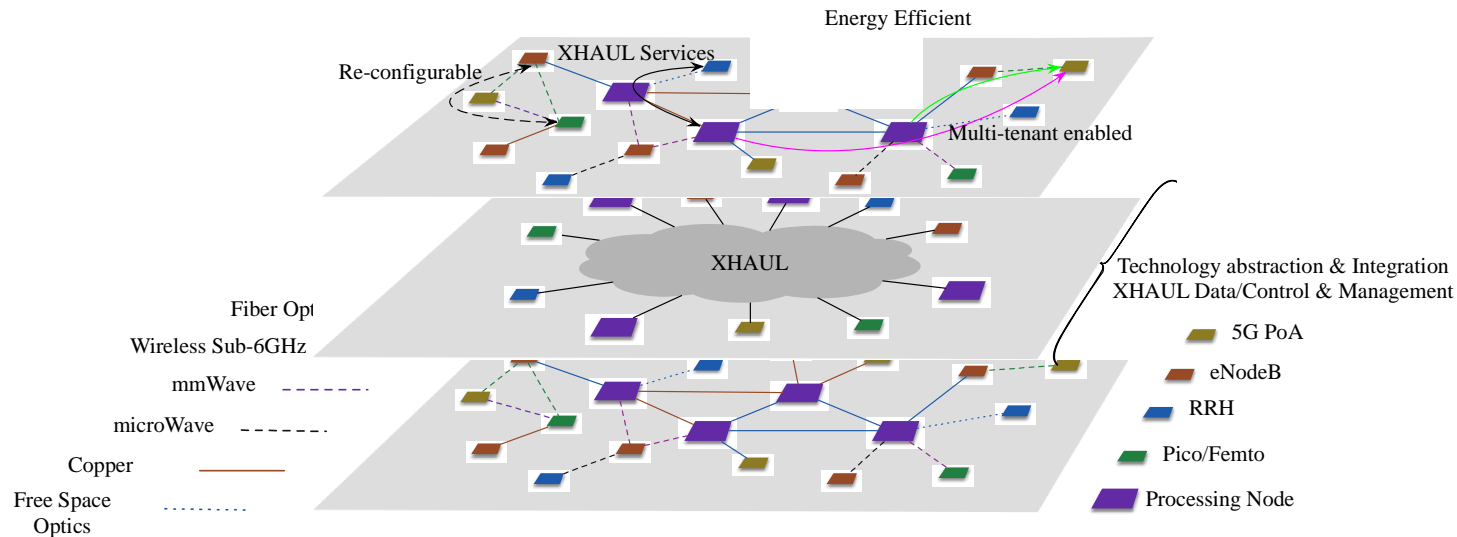 Energy Efficient
XHAUL Services
Re-configurable
Multi-tenant enabled
XHAUL
Technology abstraction & Integration
XHAUL Data/Control & Management
Fiber Opt
Wireless Sub-6GHz
mmWave
microWave
Copper
Free Space
Optics
5G PoA
eNodeB
RRH
Pico/Femto
Processing Node